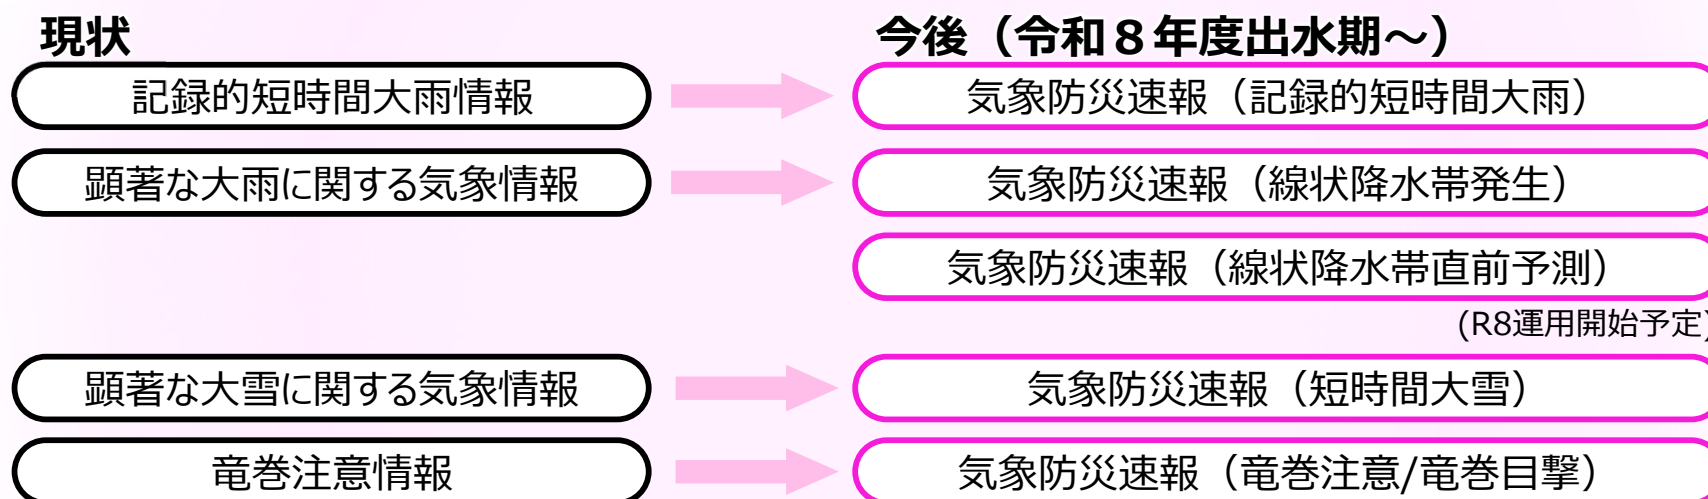 現状
今後（令和８年度出水期～）
記録的短時間大雨情報
気象防災速報（記録的短時間大雨）
顕著な大雨に関する気象情報
気象防災速報（線状降水帯発生）
気象防災速報（線状降水帯直前予測）
(R8運用開始予定)
顕著な大雪に関する気象情報
気象防災速報（短時間大雪）
竜巻注意情報
気象防災速報（竜巻注意/竜巻目撃）